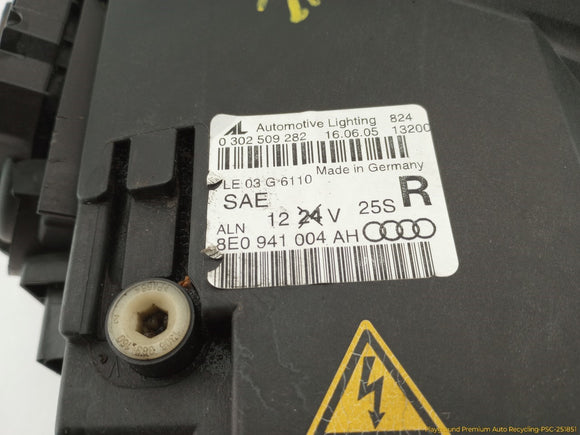 AL Automotive Lighting 824
0 302 509 282 16.06.05 13200
Made in Germany
LE 03 G 6110
SAE 12 24 V 25S R
ALN
8E0 941 004 AH
Playground Premium Auto Recycling-PSC-251851